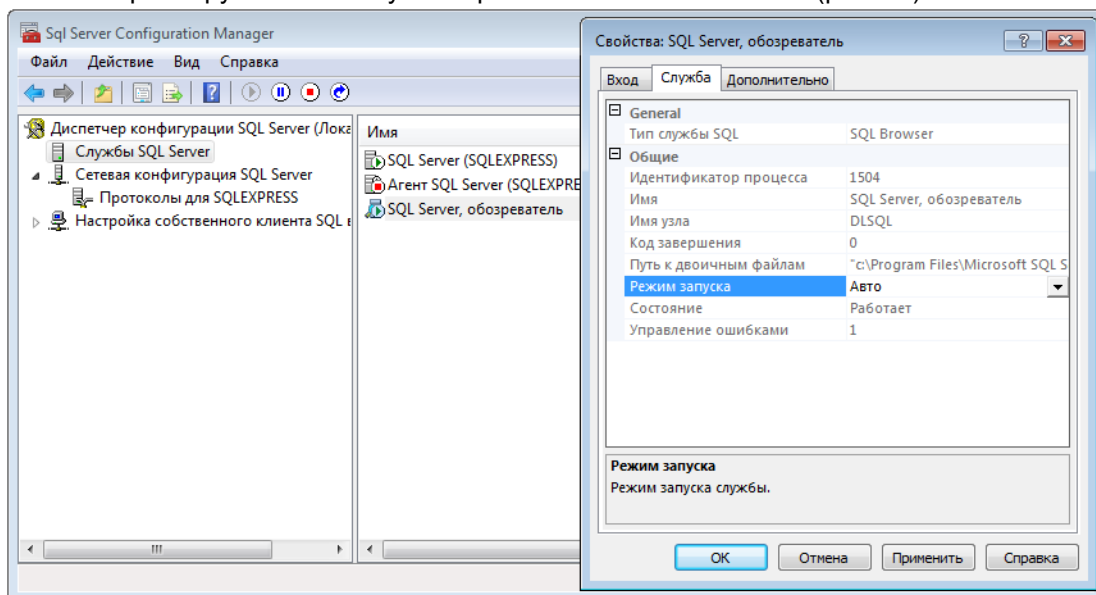 Sql Server Configuration Manager
Файл Действие Вид Справка
Диспетчер конфигурации SQL Server (Лока
Службы SQL Server
Сетевая конфигурация SQL Server
Протоколы для SQLEXPRESS
Настройка собственного клиента SQL в
Имя
SQL Server (SQLEXPRESS)
Агент SQL Server (SQLEXPRE
SQL Server, обозреватель
Свойства: SQL Server, обозреватель
Вход Служба Дополнительно
General
Тип службы SQL SQL Browser
Общие
Идентификатор процесса 1504
Имя SQL Server, обозреватель
Имя узла DLSQL
Код завершения 0
Путь к двоичным файлам "c:\Program Files\Microsoft SQL S
Режим запуска Авто
Состояние Работает
Управление ошибками 1
Режим запуска
Режим запуска службы.
ОК Отмена Применить Справка